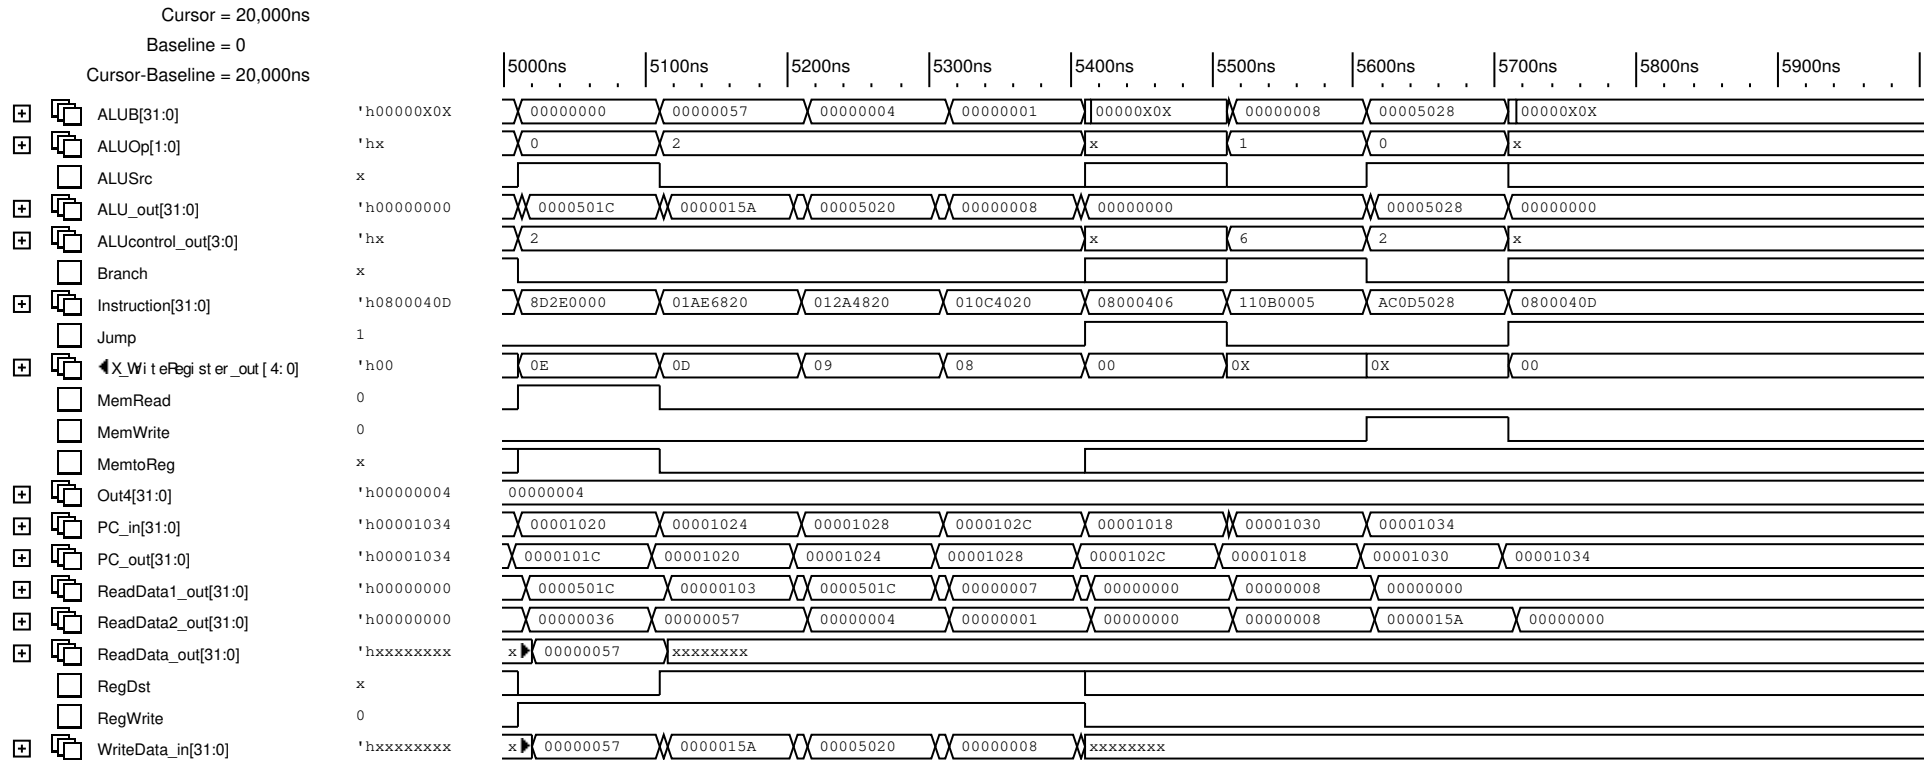 Cursor = 20,000ns
Baseline = 0
Cursor-Baseline = 20,000ns
5000ns 5100ns 5200ns 5300ns 5400ns 5500ns 5600ns 5700ns 5800ns 5900ns
ALUB[31:0] 'h00000X0X 00000000 00000057 00000004 00000001 00000X0X 00000008 00005028 00000X0X
ALUOp[1:0] 'hx 0 2 x 1 0 x
ALUSrc x
ALU_out[31:0] 'h00000000 0000501C 0000015A 00005020 00000008 00000000 00005028 00000000
ALUcontrol_out[3:0] 'hx 2 x 6 2 x
Branch x
Instruction[31:0] 'h0800040D 8D2E0000 01AE6820 012A4820 010C4020 08000406 110B0005 AC0D5028 0800040D
Jump 1
X_WriteRegister_out[4:0] 'h00 0E 0D 09 08 00 0X 0X 00
MemRead 0
MemWrite 0
MemtoReg x
Out4[31:0] 'h00000004 00000004
PC_in[31:0] 'h00001034 00001020 00001024 00001028 0000102C 00001018 00001030 00001034
PC_out[31:0] 'h00001034 0000101C 00001020 00001024 00001028 0000102C 00001018 00001030 00001034
ReadData1_out[31:0] 'h00000000 0000501C 00000103 0000501C 00000007 00000000 00000008 00000000
ReadData2_out[31:0] 'h00000000 00000036 00000057 00000004 00000001 00000000 00000008 0000015A 00000000
ReadData_out[31:0] 'hxxxxxxxx x 00000057 xxxxxxxx
RegDst x
RegWrite 0
WriteData_in[31:0] 'hxxxxxxxx x 00000057 0000015A 00005020 00000008 xxxxxxxx